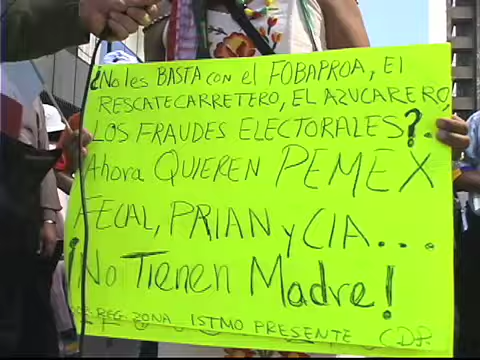 ¿No les BASTA con el FOBAPROA, El
RESCATE CARRETERO, EL AZUCARERO,
LOS FRAUDES ELECTORALES?.
Ahora QUIEREN PEMEX
FECAL, PRIAN y CIA...
¡No Tienen Madre!
REG. ZONA ISTMO PRESENTE C.D.P.